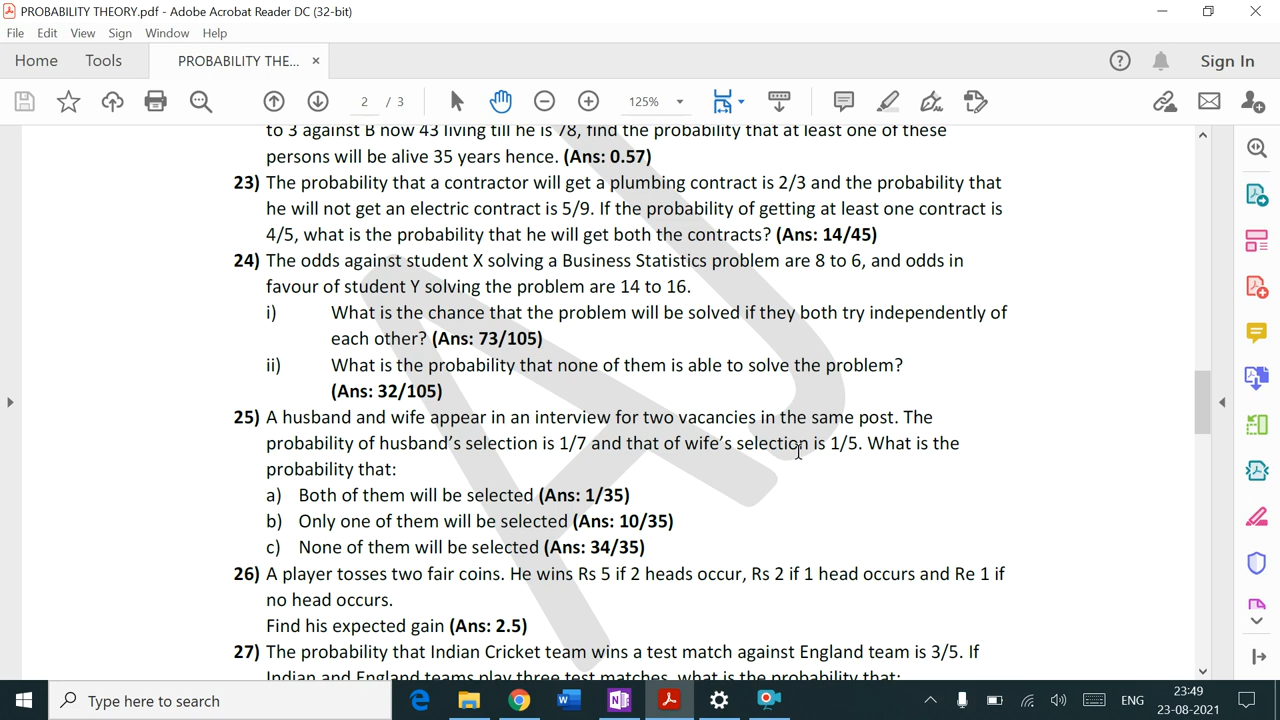 PROBABILITY THEORY.pdf - Adobe Acrobat Reader DC (32-bit)
File Edit View Sign Window Help
Home Tools PROBABILITY THE... × Sign In
2 / 3 125%
to 3 against B now 43 living till he is 78, find the probability that at least one of these
persons will be alive 35 years hence. (Ans: 0.57)
23) The probability that a contractor will get a plumbing contract is 2/3 and the probability that
he will not get an electric contract is 5/9. If the probability of getting at least one contract is
4/5, what is the probability that he will get both the contracts? (Ans: 14/45)
24) The odds against student X solving a Business Statistics problem are 8 to 6, and odds in
favour of student Y solving the problem are 14 to 16.
i) What is the chance that the problem will be solved if they both try independently of
each other? (Ans: 73/105)
ii) What is the probability that none of them is able to solve the problem?
(Ans: 32/105)
25) A husband and wife appear in an interview for two vacancies in the same post. The
probability of husband's selection is 1/7 and that of wife's selection is 1/5. What is the
probability that:
a) Both of them will be selected (Ans: 1/35)
b) Only one of them will be selected (Ans: 10/35)
c) None of them will be selected (Ans: 34/35)
26) A player tosses two fair coins. He wins Rs 5 if 2 heads occur, Rs 2 if 1 head occurs and Re 1 if
no head occurs.
Find his expected gain (Ans: 2.5)
27) The probability that Indian Cricket team wins a test match against England team is 3/5. If
Indian and England teams play three test matches, what is the probability that:
AJ
Type here to search
ENG
23:49
23-08-2021